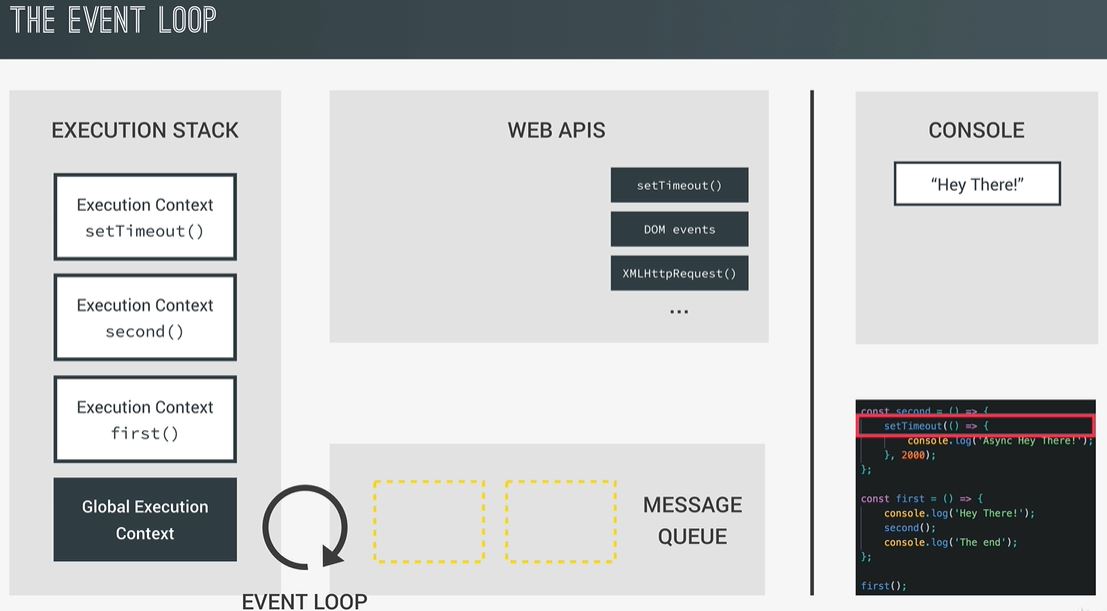 THE EVENT LOOP
EXECUTION STACK
Execution Context
setTimeout()
Execution Context
second()
Execution Context
first()
Global Execution
Context
WEB APIS
setTimeout()
DOM events
XMLHttpRequest()
...
EVENT LOOP
MESSAGE
QUEUE
CONSOLE
“Hey There!”
const second = () => {
setTimeout(() => {
console.log('Async Hey There!');
}, 2000);
};
const first = () => {
console.log('Hey There!');
second();
console.log('The end');
};
first();